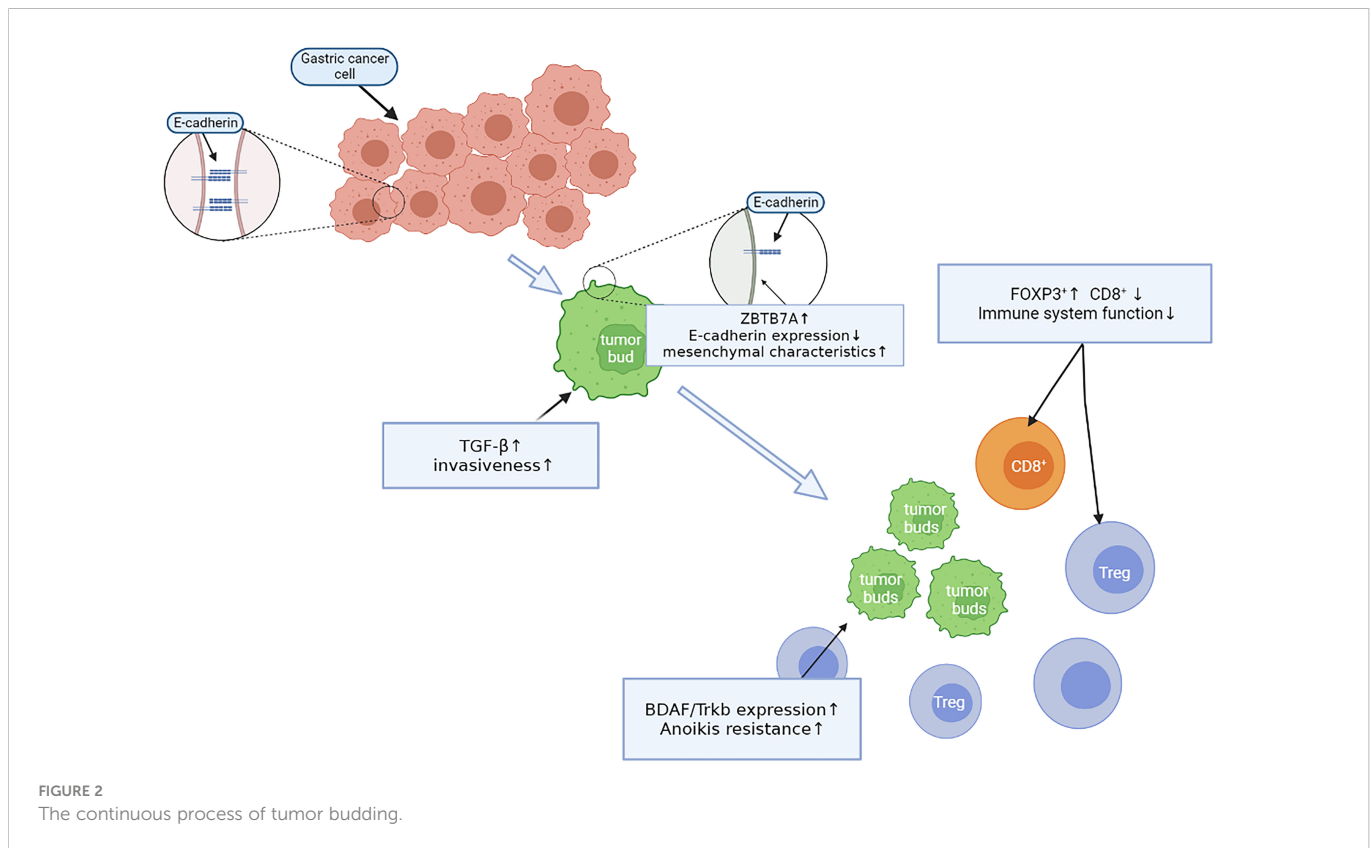 Gastric cancer
cell
E-cadherin
E-cadherin
ZBTB7A↑
E-cadherin expression↓
mesenchymal characteristics↑
tumor
bud
TGF-β↑
invasiveness↑
FOXP3⁺↑ CD8⁺ ↓
Immune system function↓
CD8⁺
Treg
tumor
buds
tumor
buds
tumor
buds
Treg
BDAF/Trkb expression↑
Anoikis resistance↑
FIGURE 2
The continuous process of tumor budding.